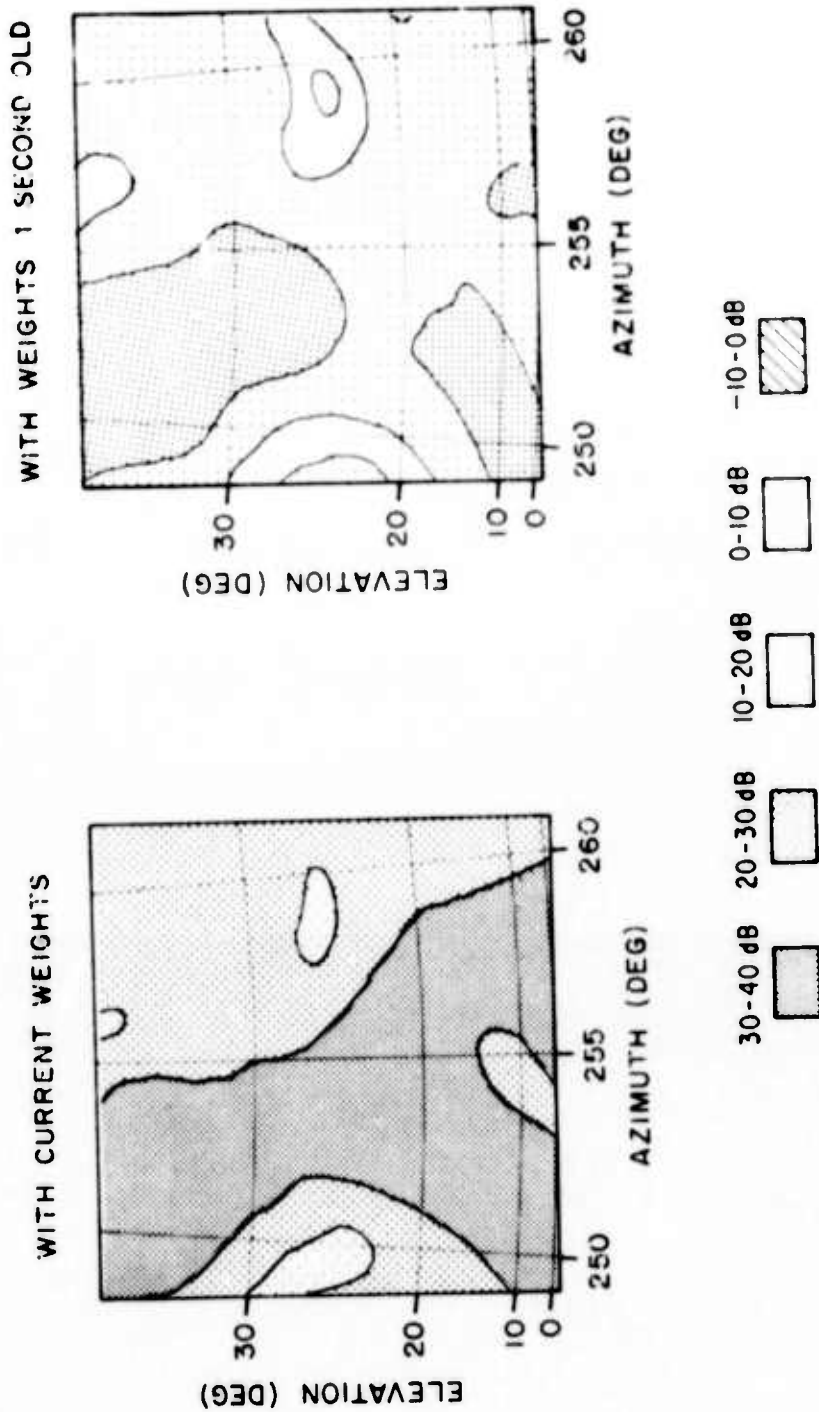 WITH CURRENT WEIGHTS
ELEVATION (DEG)
30
20
10
0
250
255
260
AZIMUTH (DEG)
WITH WEIGHTS 1 SECOND OLD
ELEVATION (DEG)
30
20
10
0
250
255
260
AZIMUTH (DEG)
30-40 dB
20-30 dB
10-20 dB
0-10 dB
-10-0 dB